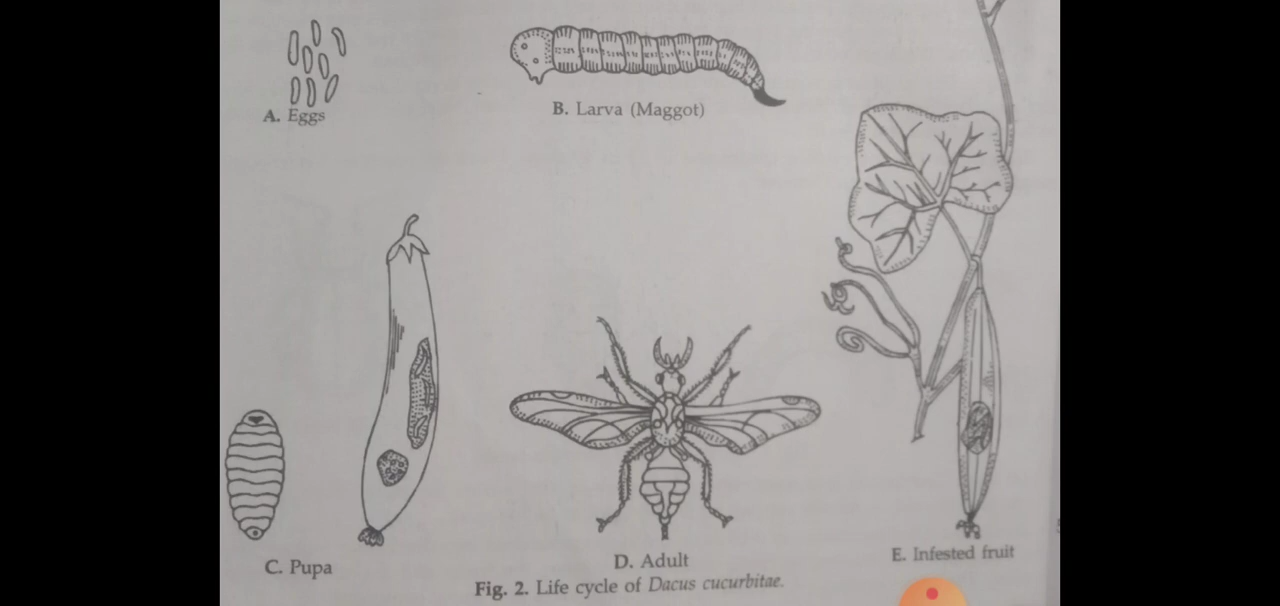 A. Eggs
B. Larva (Maggot)
C. Pupa
D. Adult
E. Infested fruit
Fig. 2. Life cycle of Dacus cucurbitae.